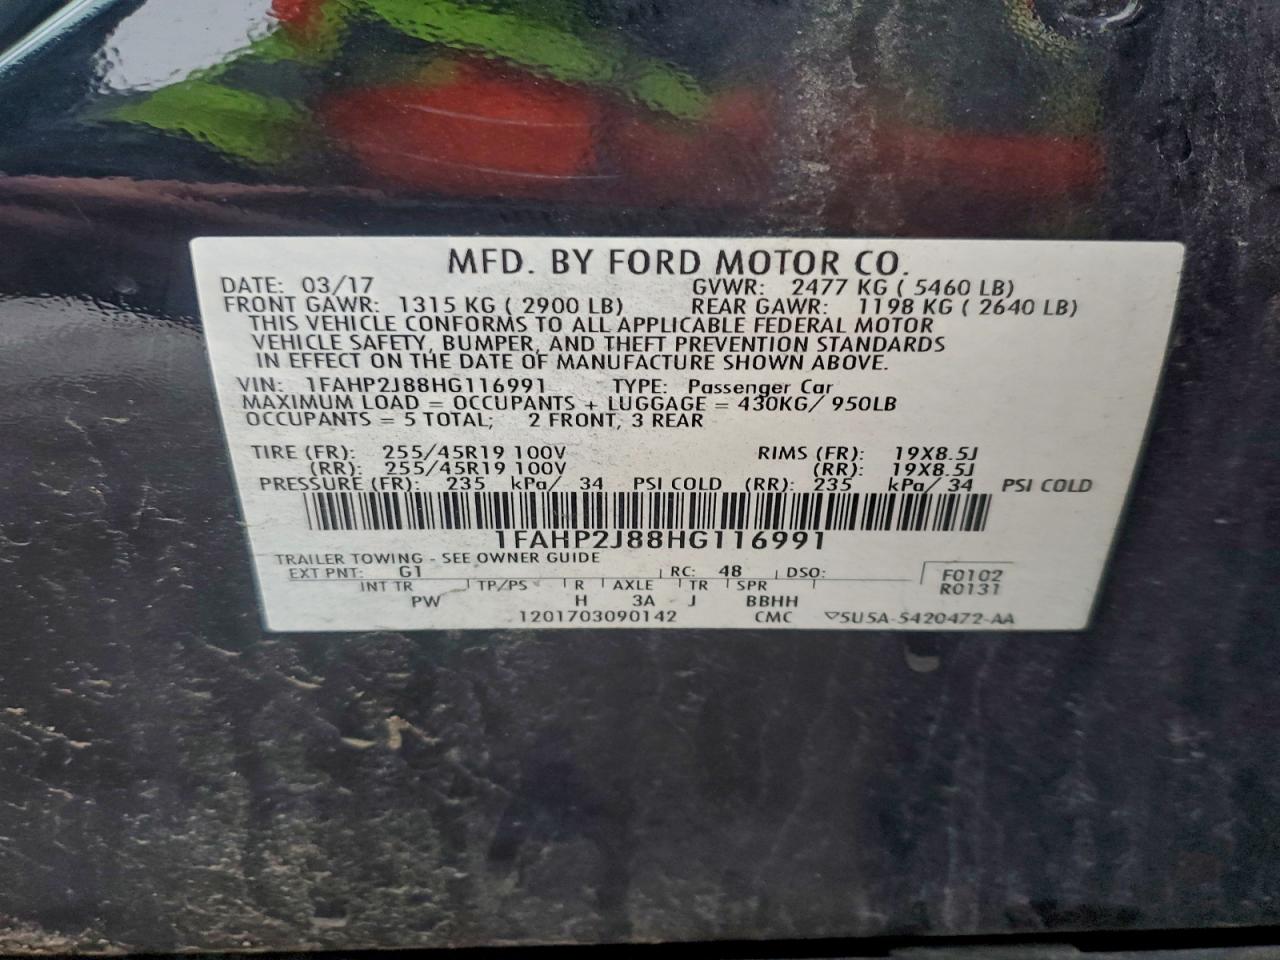 MFD. BY FORD MOTOR CO.
DATE: 03/17 GVWR: 2477 KG ( 5460 LB)
FRONT GAWR: 1315 KG ( 2900 LB) REAR GAWR: 1198 KG ( 2640 LB)
THIS VEHICLE CONFORMS TO ALL APPLICABLE FEDERAL MOTOR
VEHICLE SAFETY, BUMPER, AND THEFT PREVENTION STANDARDS
IN EFFECT ON THE DATE OF MANUFACTURE SHOWN ABOVE.
VIN: 1FAHP2J88HG116991 TYPE: Passenger Car
MAXIMUM LOAD = OCCUPANTS + LUGGAGE = 430KG/ 950LB
OCCUPANTS = 5 TOTAL; 2 FRONT, 3 REAR
TIRE (FR): 255/45R19 100V RIMS (FR): 19X8.5J
(RR): 255/45R19 100V (RR): 19X8.5J
PRESSURE (FR): 235 kPa/ 34 PSI COLD (RR): 235 kPa/ 34 PSI COLD
1FAHP2J88HG116991
TRAILER TOWING - SEE OWNER GUIDE
EXT PNT: G1 RC: 48 DSO: F0102
INT TR TP/PS R AXLE TR SPR R0131
PW H 3A J BBHH
1201703090142 CMC ▽5U5A-5420472-AA